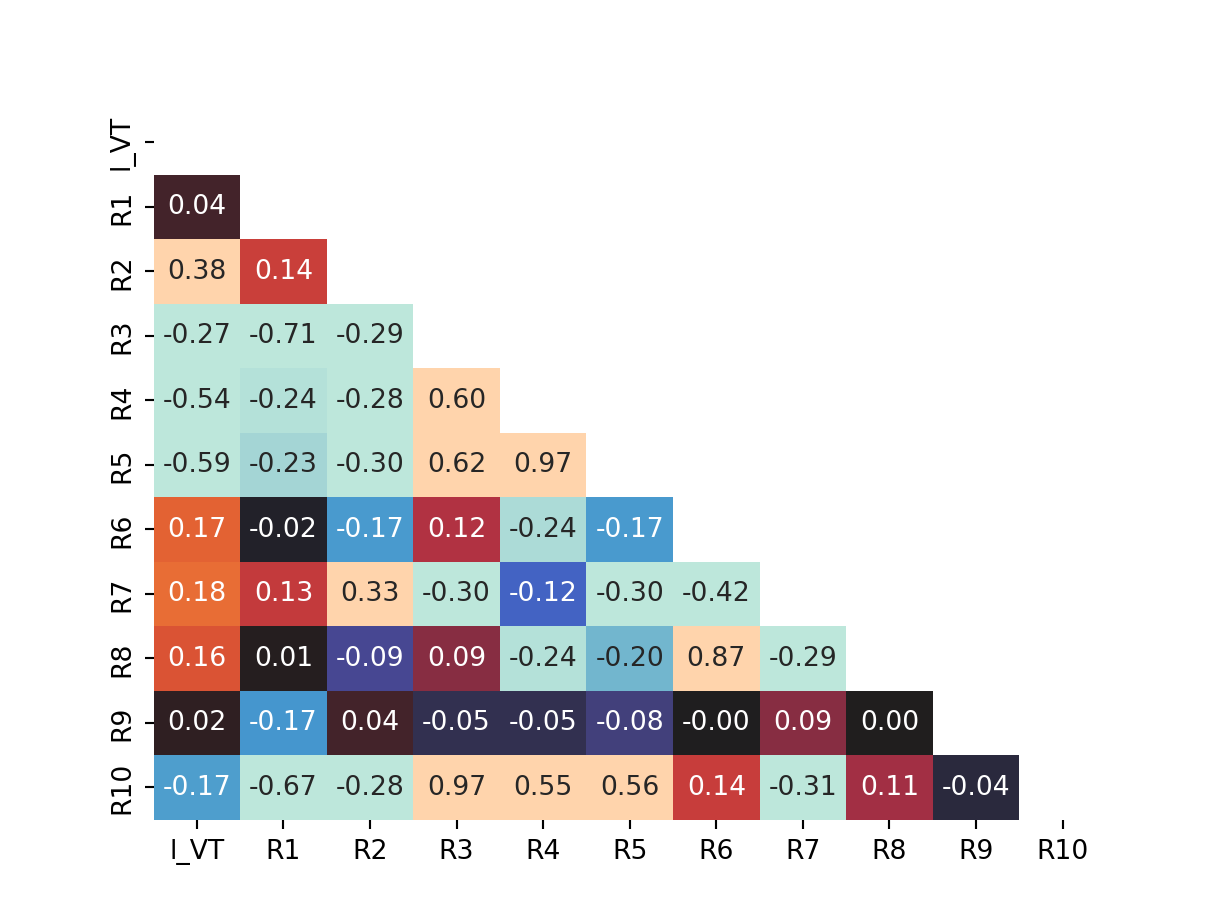 I_VT
R1 0.04
R2 0.38 0.14
R3 -0.27 -0.71 -0.29
R4 -0.54 -0.24 -0.28 0.60
R5 -0.59 -0.23 -0.30 0.62 0.97
R6 0.17 -0.02 -0.17 0.12 -0.24 -0.17
R7 0.18 0.13 0.33 -0.30 -0.12 -0.30 -0.42
R8 0.16 0.01 -0.09 0.09 -0.24 -0.20 0.87 -0.29
R9 0.02 -0.17 0.04 -0.05 -0.05 -0.08 -0.00 0.09 0.00
R10 -0.17 -0.67 -0.28 0.97 0.55 0.56 0.14 -0.31 0.11 -0.04
I_VT R1 R2 R3 R4 R5 R6 R7 R8 R9 R10